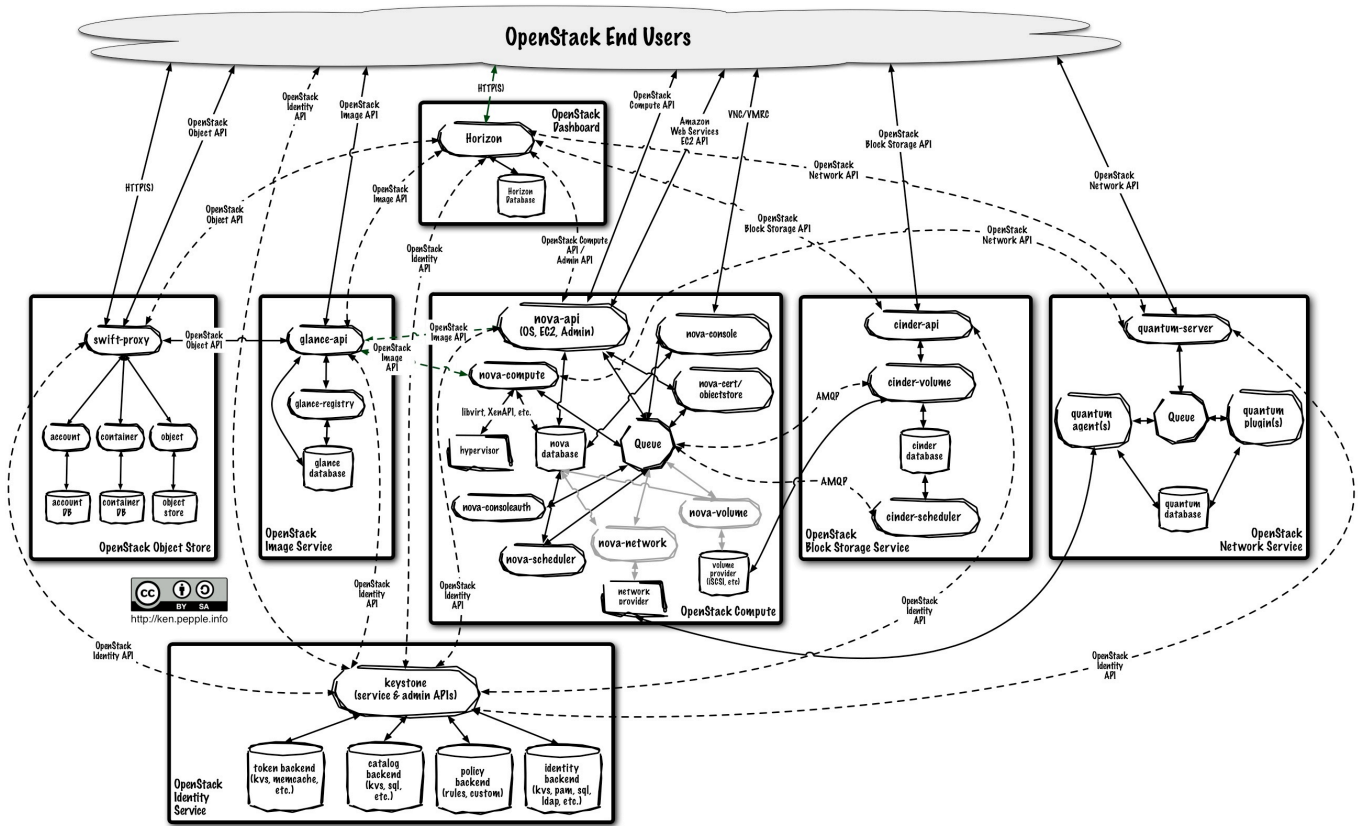 OpenStack End Users
HTTP(S)
OpenStack
Object API
OpenStack
Identity
API
OpenStack
Image API
HTTP(S)
OpenStack
Compute API
Amazon
Web Services
EC2 API
VNC/VMRC
OpenStack
Block Storage API
OpenStack
Network API
OpenStack
Dashboard
Horizon
Horizon
Database
OpenStack
Object API
OpenStack
Image API
OpenStack
Identity
API
OpenStack Compute
API /
Admin API
OpenStack
Block Storage API
OpenStack
Network API
OpenStack
Network API
swift-proxy
account
container
object
account
DB
container
DB
object
store
OpenStack Object Store
OpenStack
Object API
glance-api
glance-registry
glance
database
OpenStack
Image Service
OpenStack
Image API
OpenStack
Image
API
nova-api
(OS, EC2, Admin)
nova-console
nova-compute
nova-cert/
objectstore
libvirt, XenAPI, etc.
hypervisor
nova
database
Queue
nova-consoleauth
nova-volume
nova-network
nova-scheduler
volume
provider
(iSCSI, etc)
network
provider
OpenStack Compute
AMQP
AMQP
cinder-api
cinder-volume
cinder
database
cinder-scheduler
OpenStack
Block Storage Service
quantum-server
quantum
agent(s)
Queue
quantum
plugin(s)
quantum
database
OpenStack
Network Service
CC
BY SA
http://ken.pepple.info
OpenStack
Identity API
OpenStack
Identity
API
OpenStack
Identity
API
OpenStack
Identity
API
keystone
(service & admin APIs)
token backend
(kvs, memcache,
etc.)
catalog
backend
(kvs, sql,
etc.)
policy
backend
(rules, custom)
identity
backend
(kvs, pam, sql,
ldap, etc.)
OpenStack
Identity
Service